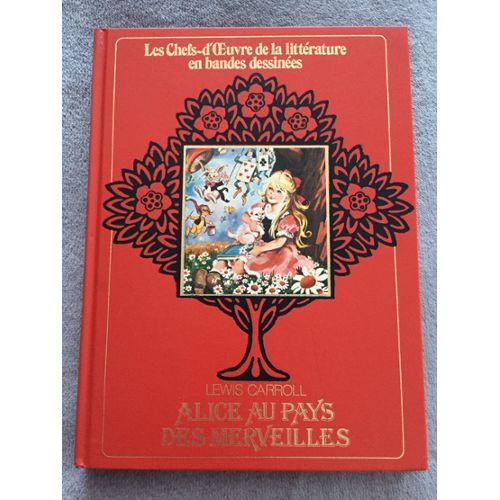 Les Chefs-d'Œuvre de la littérature
en bandes dessinées
LEWIS CARROLL
ALICE AU PAYS
DES MERVEILLES